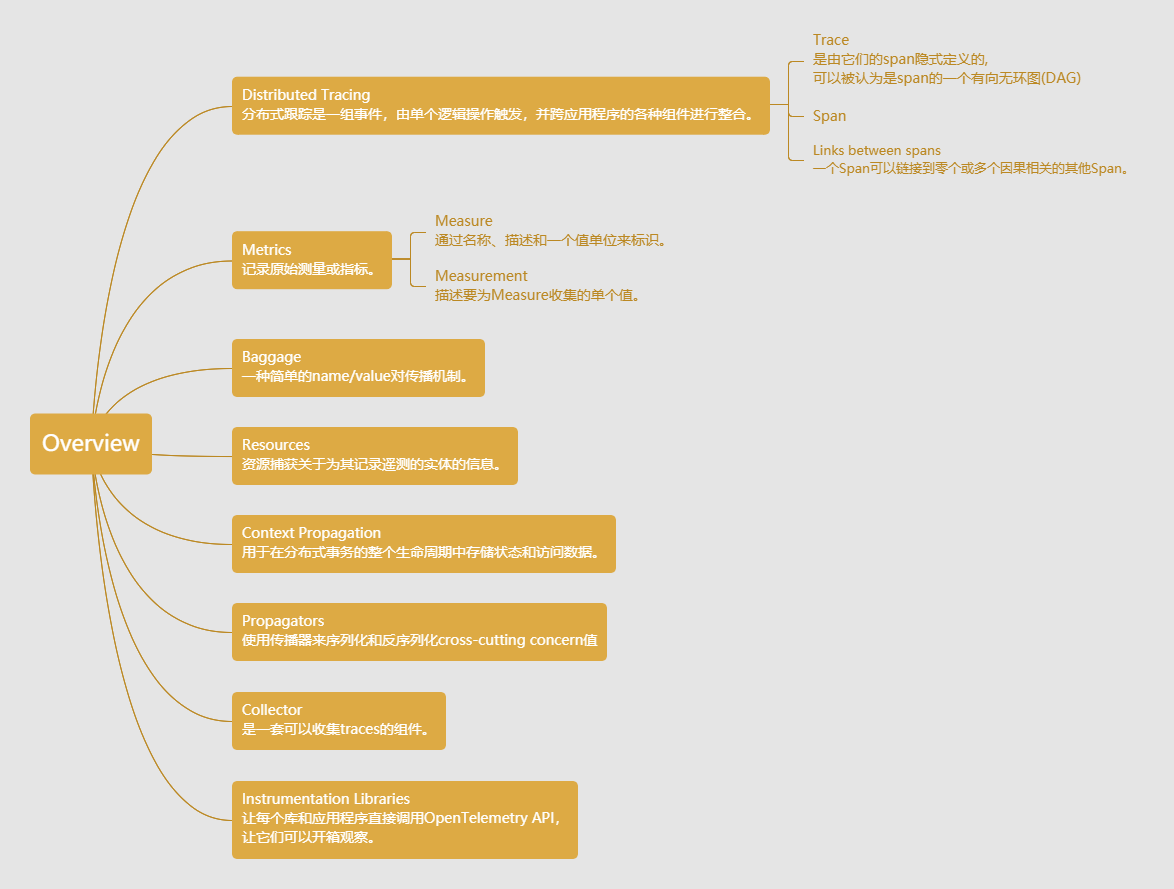 Overview
Distributed Tracing
分布式跟踪是一组事件，由单个逻辑操作触发，并跨应用程序的各种组件进行整合。
Trace
是由它们的span隐式定义的,
可以被认为是span的一个有向无环图(DAG)
Span
Links between spans
一个Span可以链接到零个或多个因果相关的其他Span。
Metrics
记录原始测量或指标。
Measure
通过名称、描述和一个值单位来标识。
Measurement
描述要为Measure收集的单个值。
Baggage
一种简单的name/value对传播机制。
Resources
资源捕获关于为其记录遥测的实体的信息。
Context Propagation
用于在分布式事务的整个生命周期中存储状态和访问数据。
Propagators
使用传播器来序列化和反序列化cross-cutting concern值
Collector
是一套可以收集traces的组件。
Instrumentation Libraries
让每个库和应用程序直接调用OpenTelemetry API，
让它们可以开箱观察。